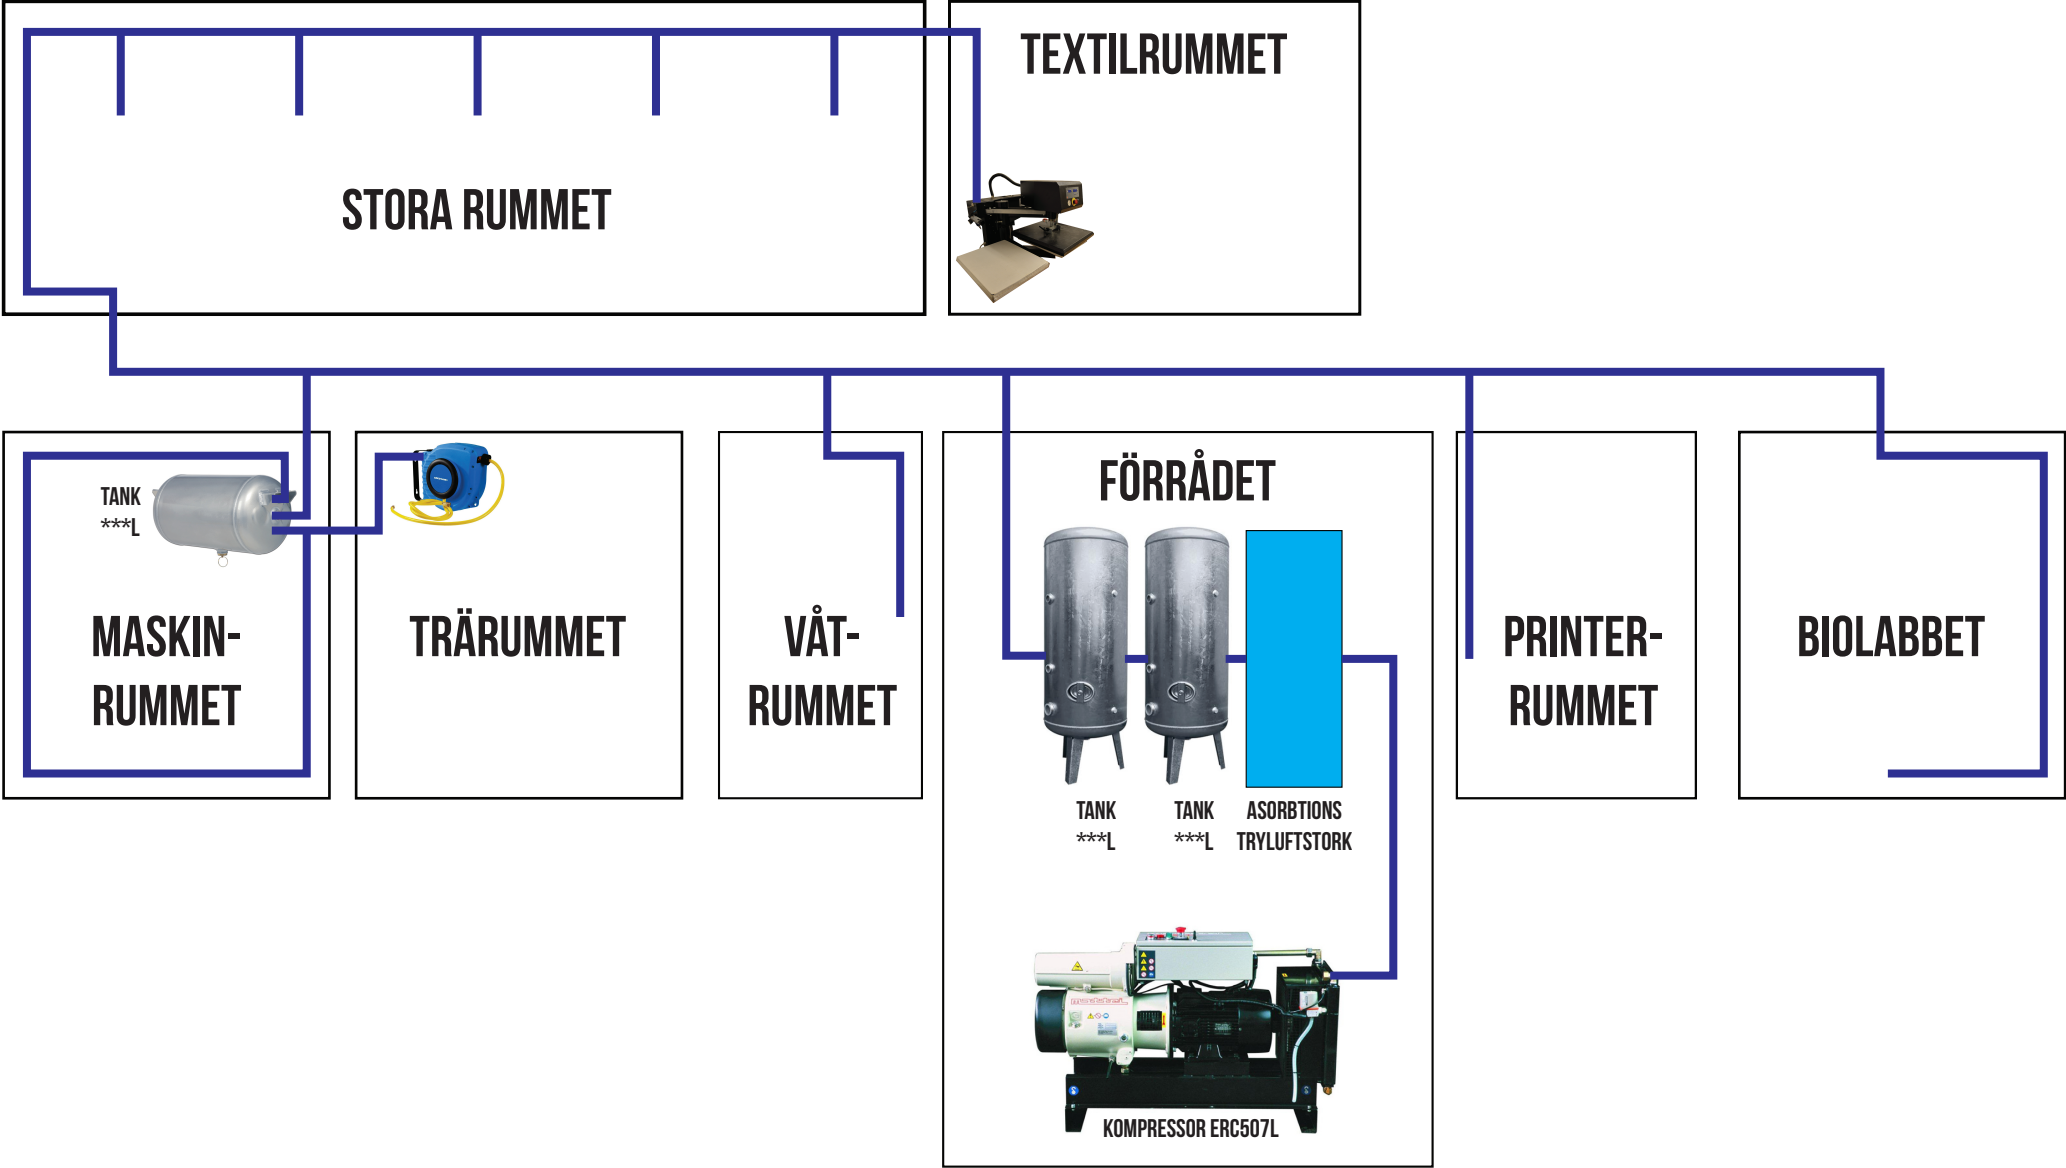 TEXTILRUMMET
STORA RUMMET
TANK
***L
MASKIN-
RUMMET
TRÄRUMMET
VÅT-
RUMMET
FÖRRÅDET
TANK
***L
TANK
***L
ASORBTIONS
TRYLUFTSTORK
KOMPRESSOR ERC507L
PRINTER-
RUMMET
BIOLABBET